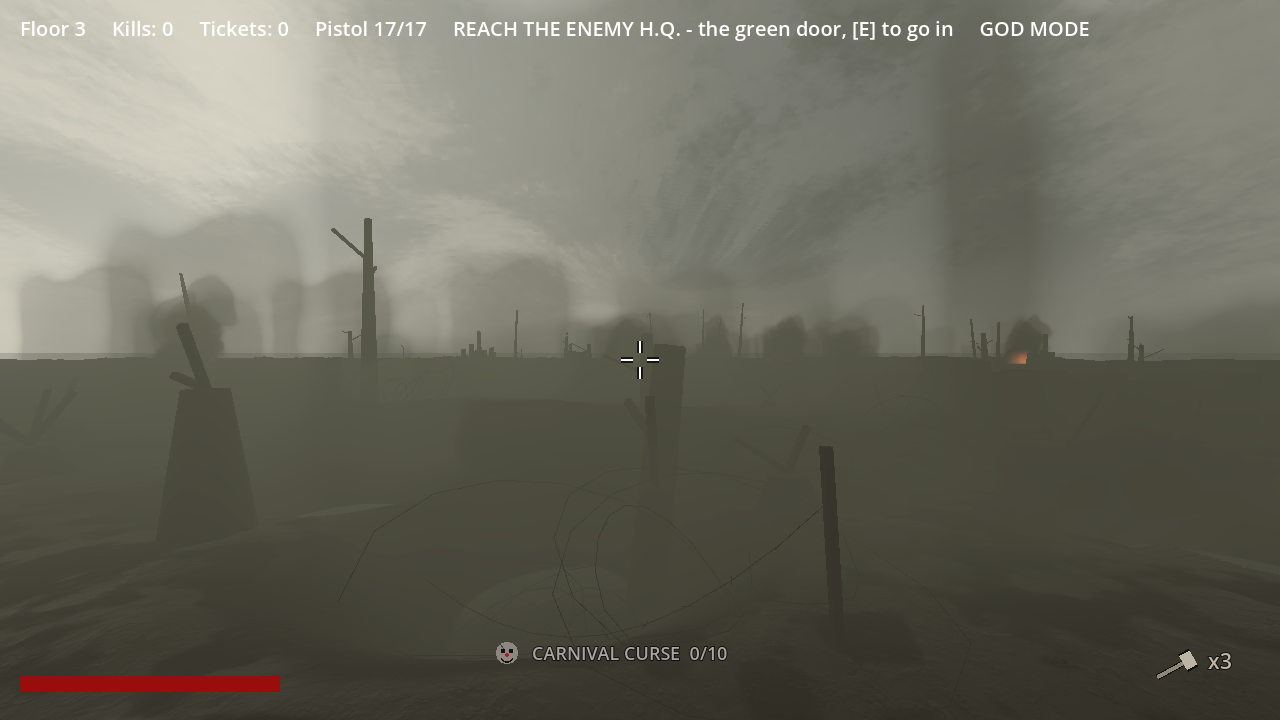 Floor 3 Kills: 0 Tickets: 0 Pistol 17/17 REACH THE ENEMY H.Q. - the green door, [E] to go in GOD MODE
CARNIVAL CURSE 0/10
x3